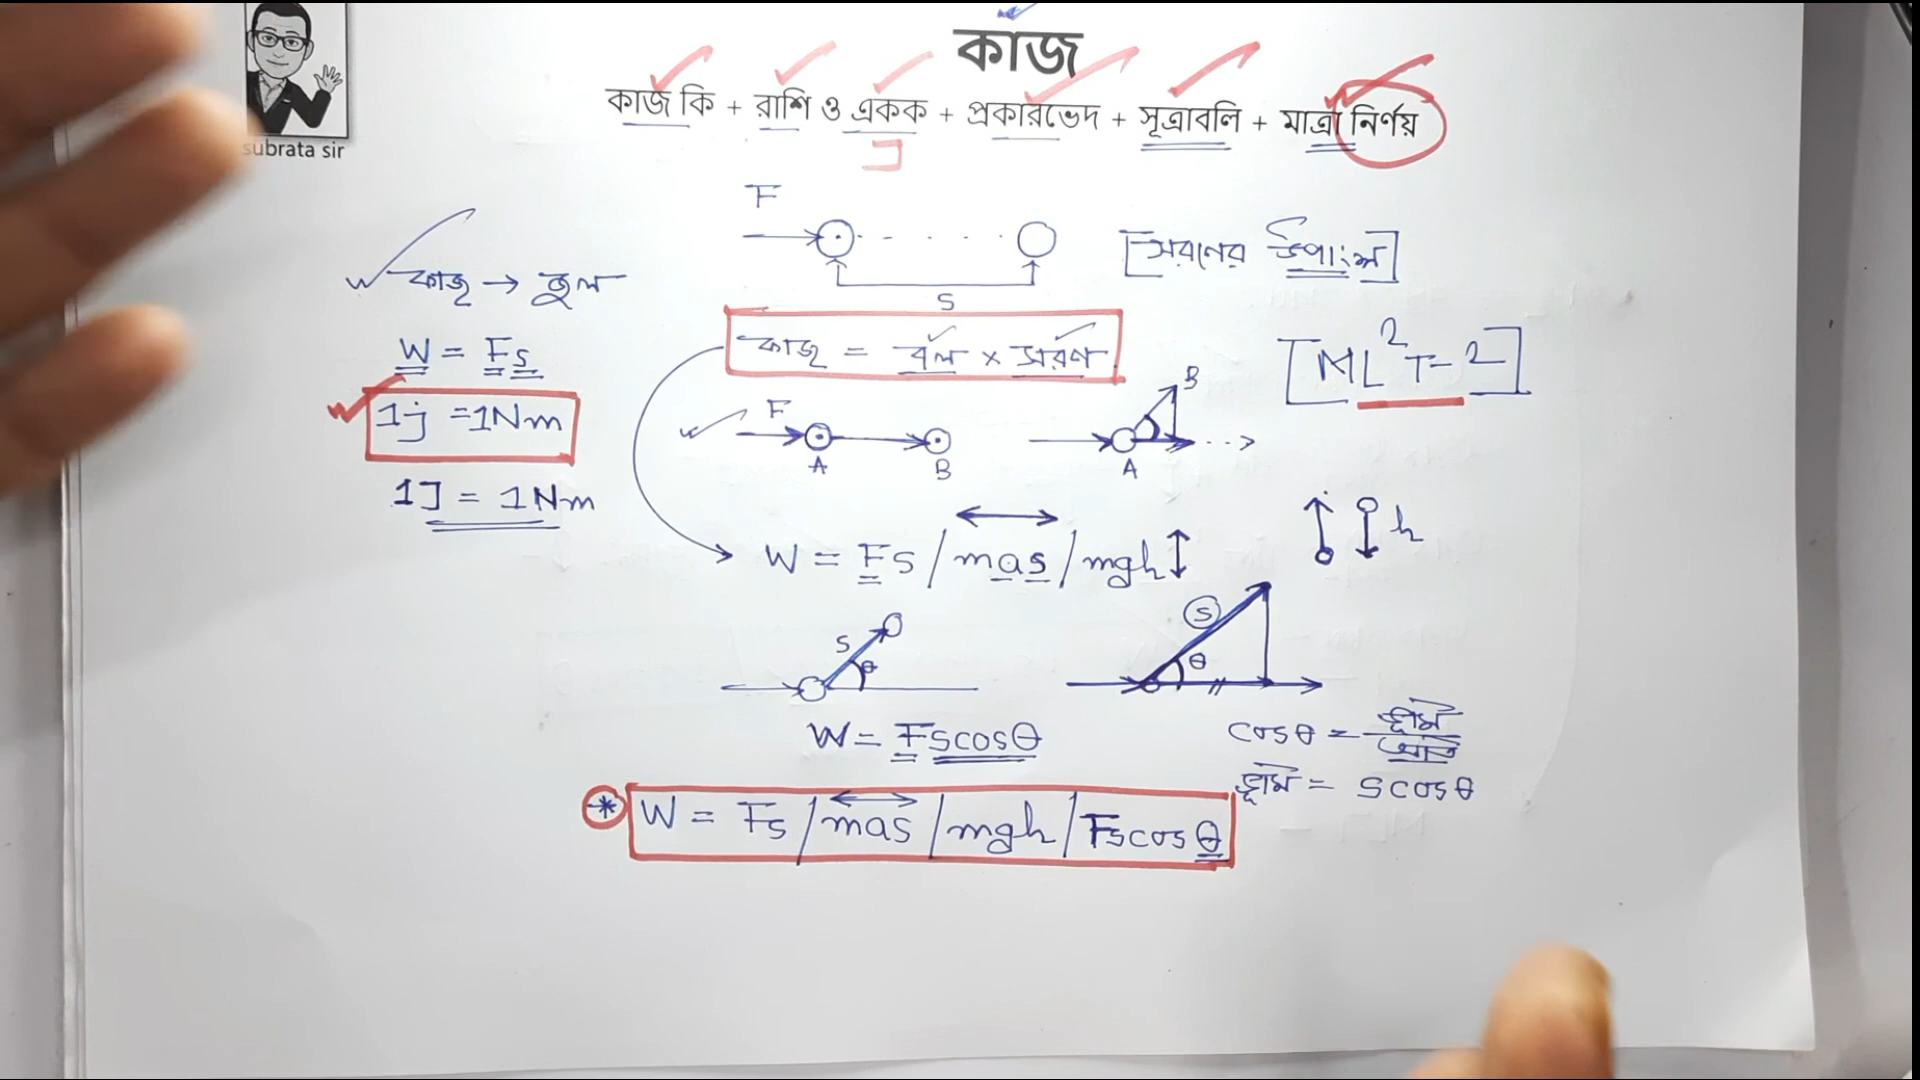 কাজ
কাজ কি + রাশি ও একক + প্রকারভেদ + সূত্রাবলি + মাত্রা নির্ণয়
J
subrata sir
F
S
[সরণের উপাংশ]
W কাজ → জুল
W = Fs
1j = 1Nm
1J = 1Nm
কাজ = বল × সরণ
[ML²T-2]
F
A
B
B
A
W = Fs / mas / mgh
h
S
θ
S
θ
W = Fscosθ
cosθ = ভূমি / অতি
ভূমি = Scosθ
* W = Fs / mas / mgh / Fscosθ